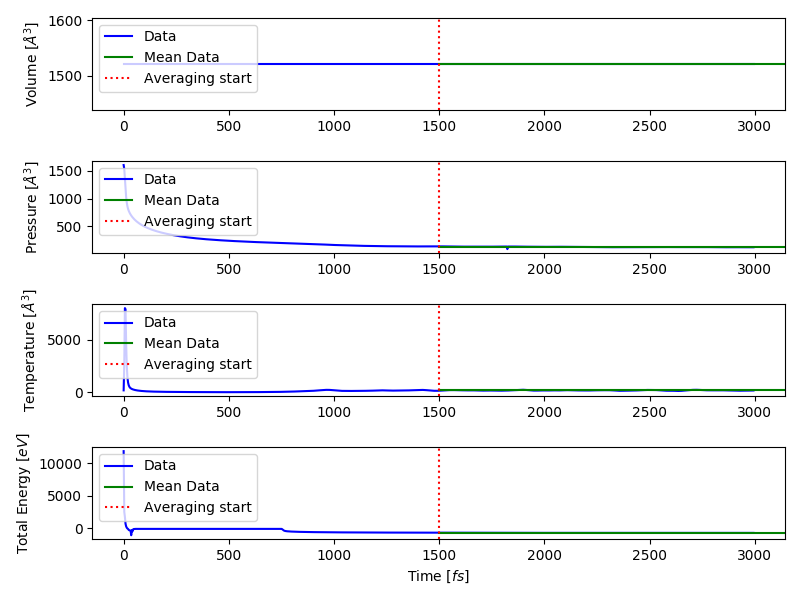 Volume [Å³]
1600
1500
Data
Mean Data
Averaging start
0 500 1000 1500 2000 2500 3000
Pressure [Å³]
1500
1000
500
Data
Mean Data
Averaging start
0 500 1000 1500 2000 2500 3000
Temperature [Å³]
5000
0
Data
Mean Data
Averaging start
0 500 1000 1500 2000 2500 3000
Total Energy [eV]
10000
5000
0
Data
Mean Data
Averaging start
0 500 1000 1500 2000 2500 3000
Time [fs]